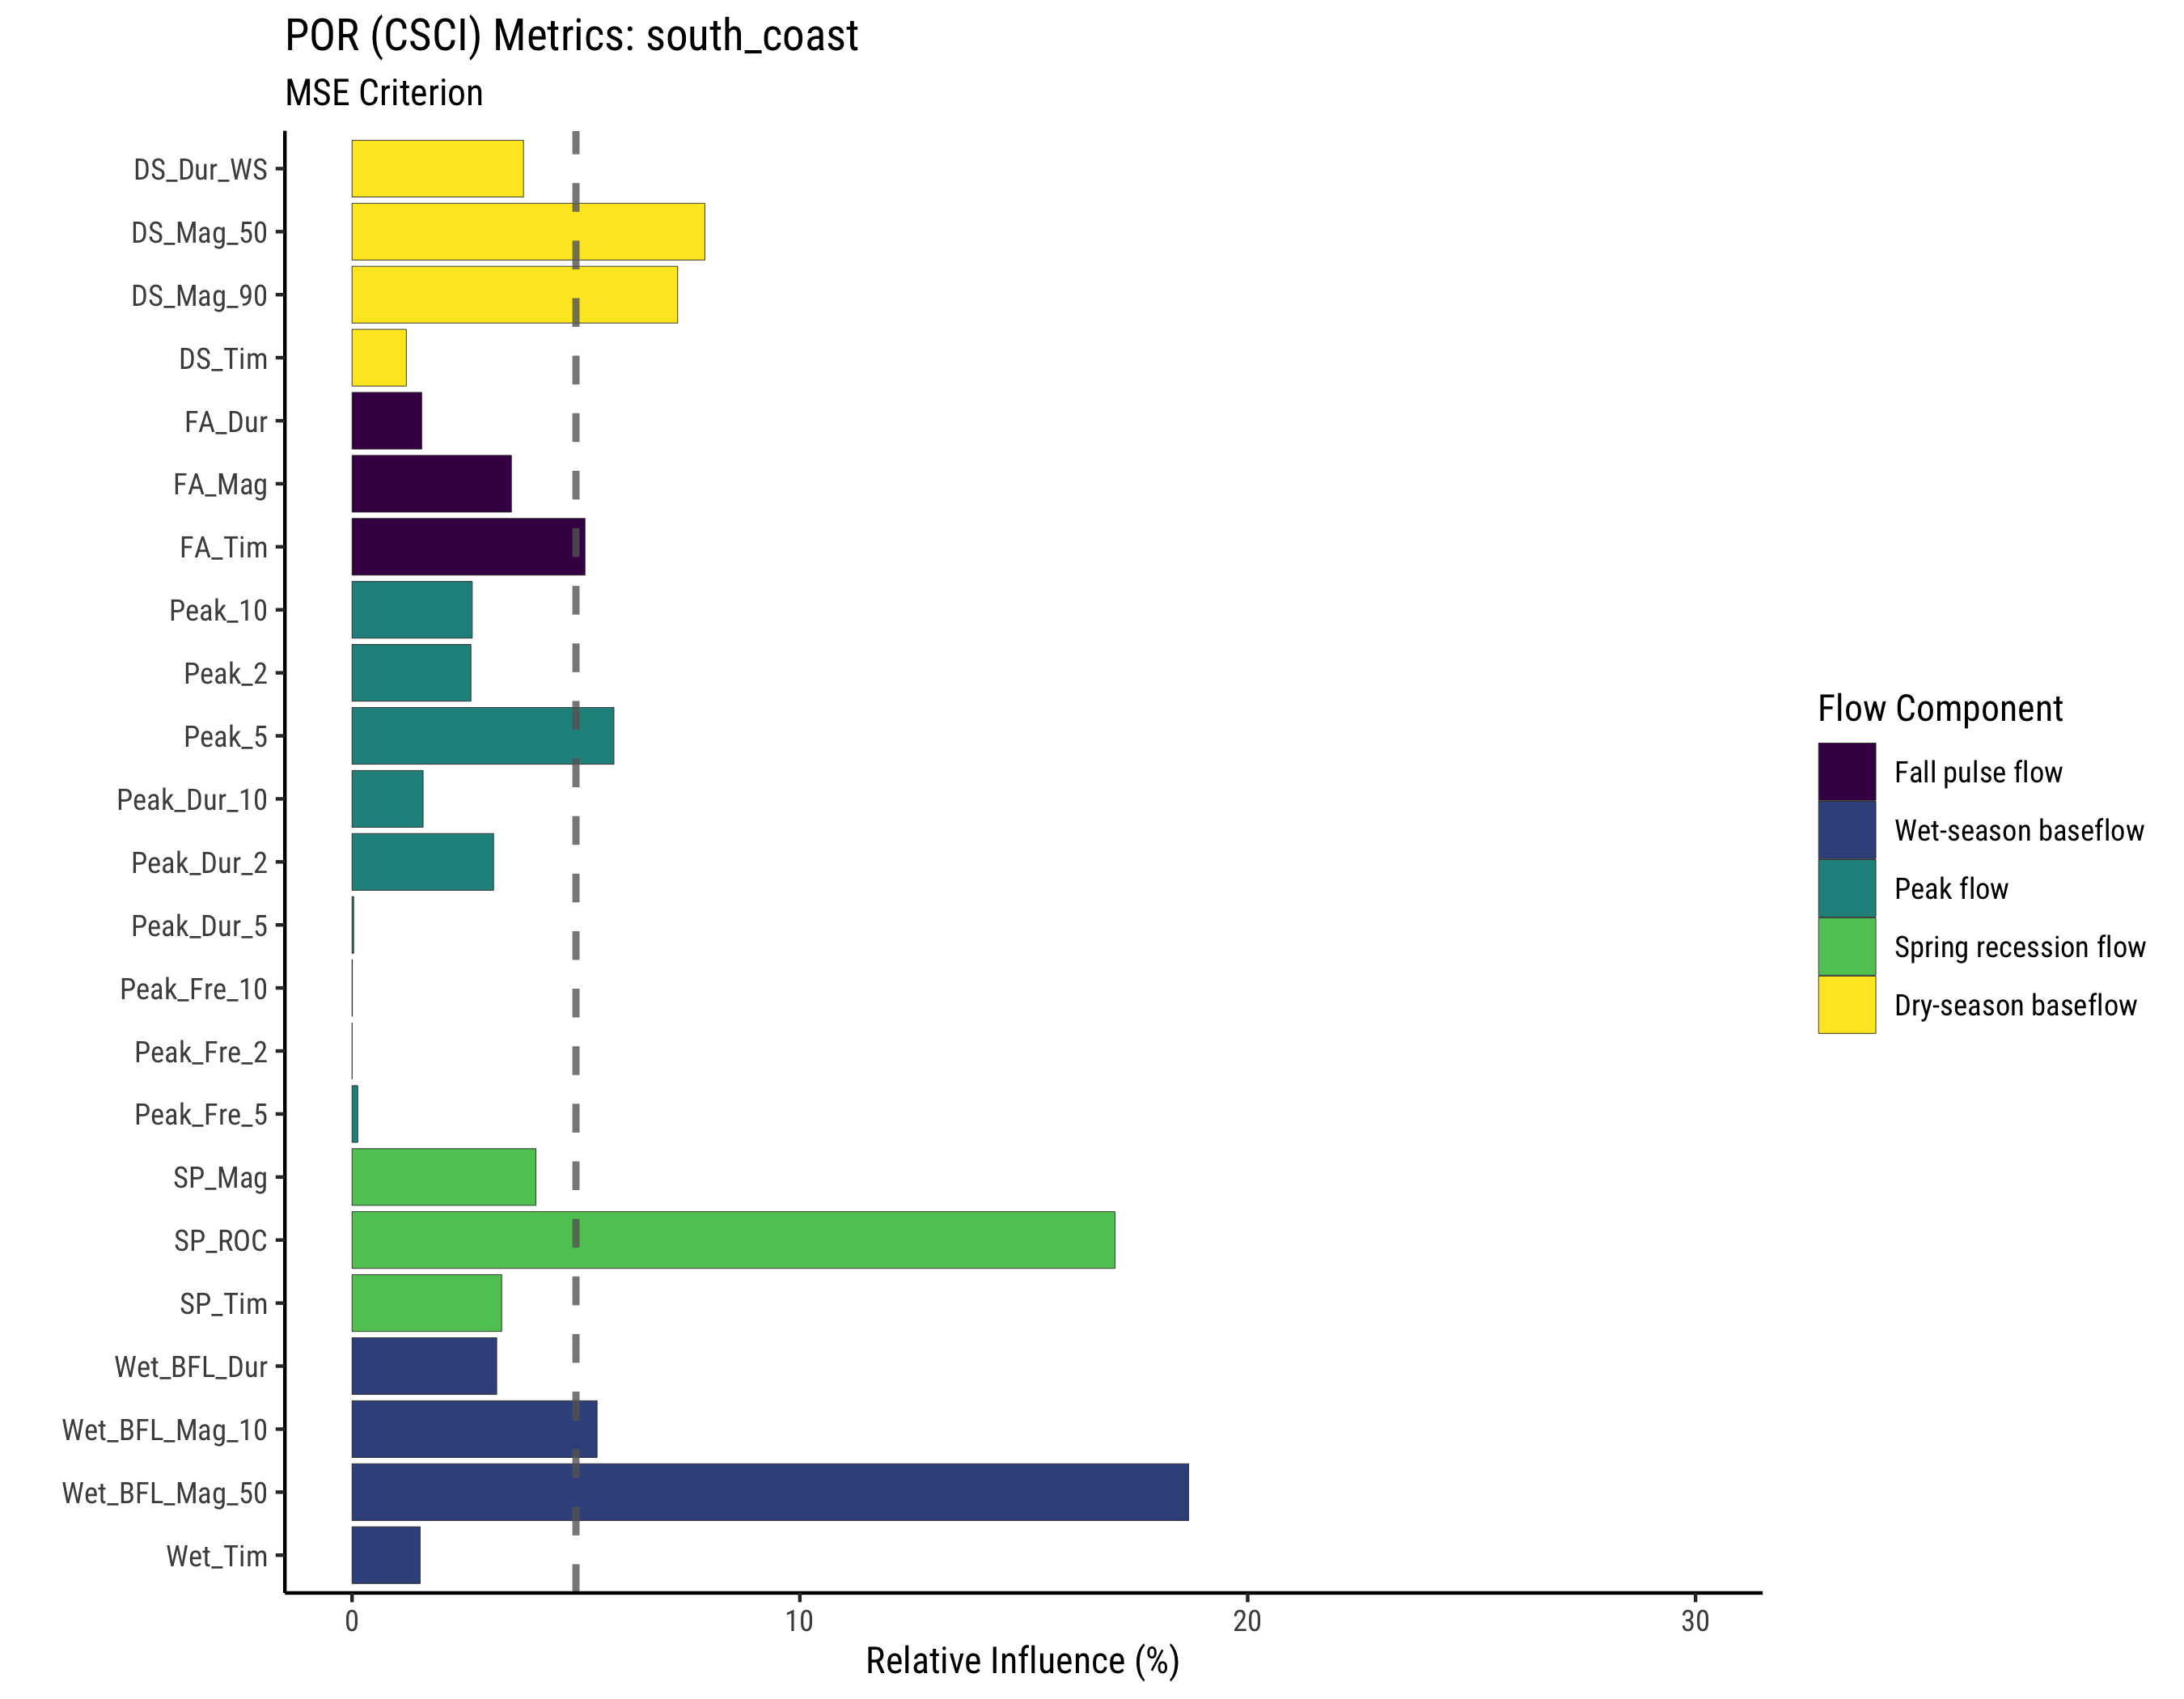 POR (CSCI) Metrics: south_coast
MSE Criterion
DS_Dur_WS
DS_Mag_50
DS_Mag_90
DS_Tim
FA_Dur
FA_Mag
FA_Tim
Peak_10
Peak_2
Peak_5
Peak_Dur_10
Peak_Dur_2
Peak_Dur_5
Peak_Fre_10
Peak_Fre_2
Peak_Fre_5
SP_Mag
SP_ROC
SP_Tim
Wet_BFL_Dur
Wet_BFL_Mag_10
Wet_BFL_Mag_50
Wet_Tim
0 10 20 30
Relative Influence (%)
Flow Component
Fall pulse flow
Wet-season baseflow
Peak flow
Spring recession flow
Dry-season baseflow